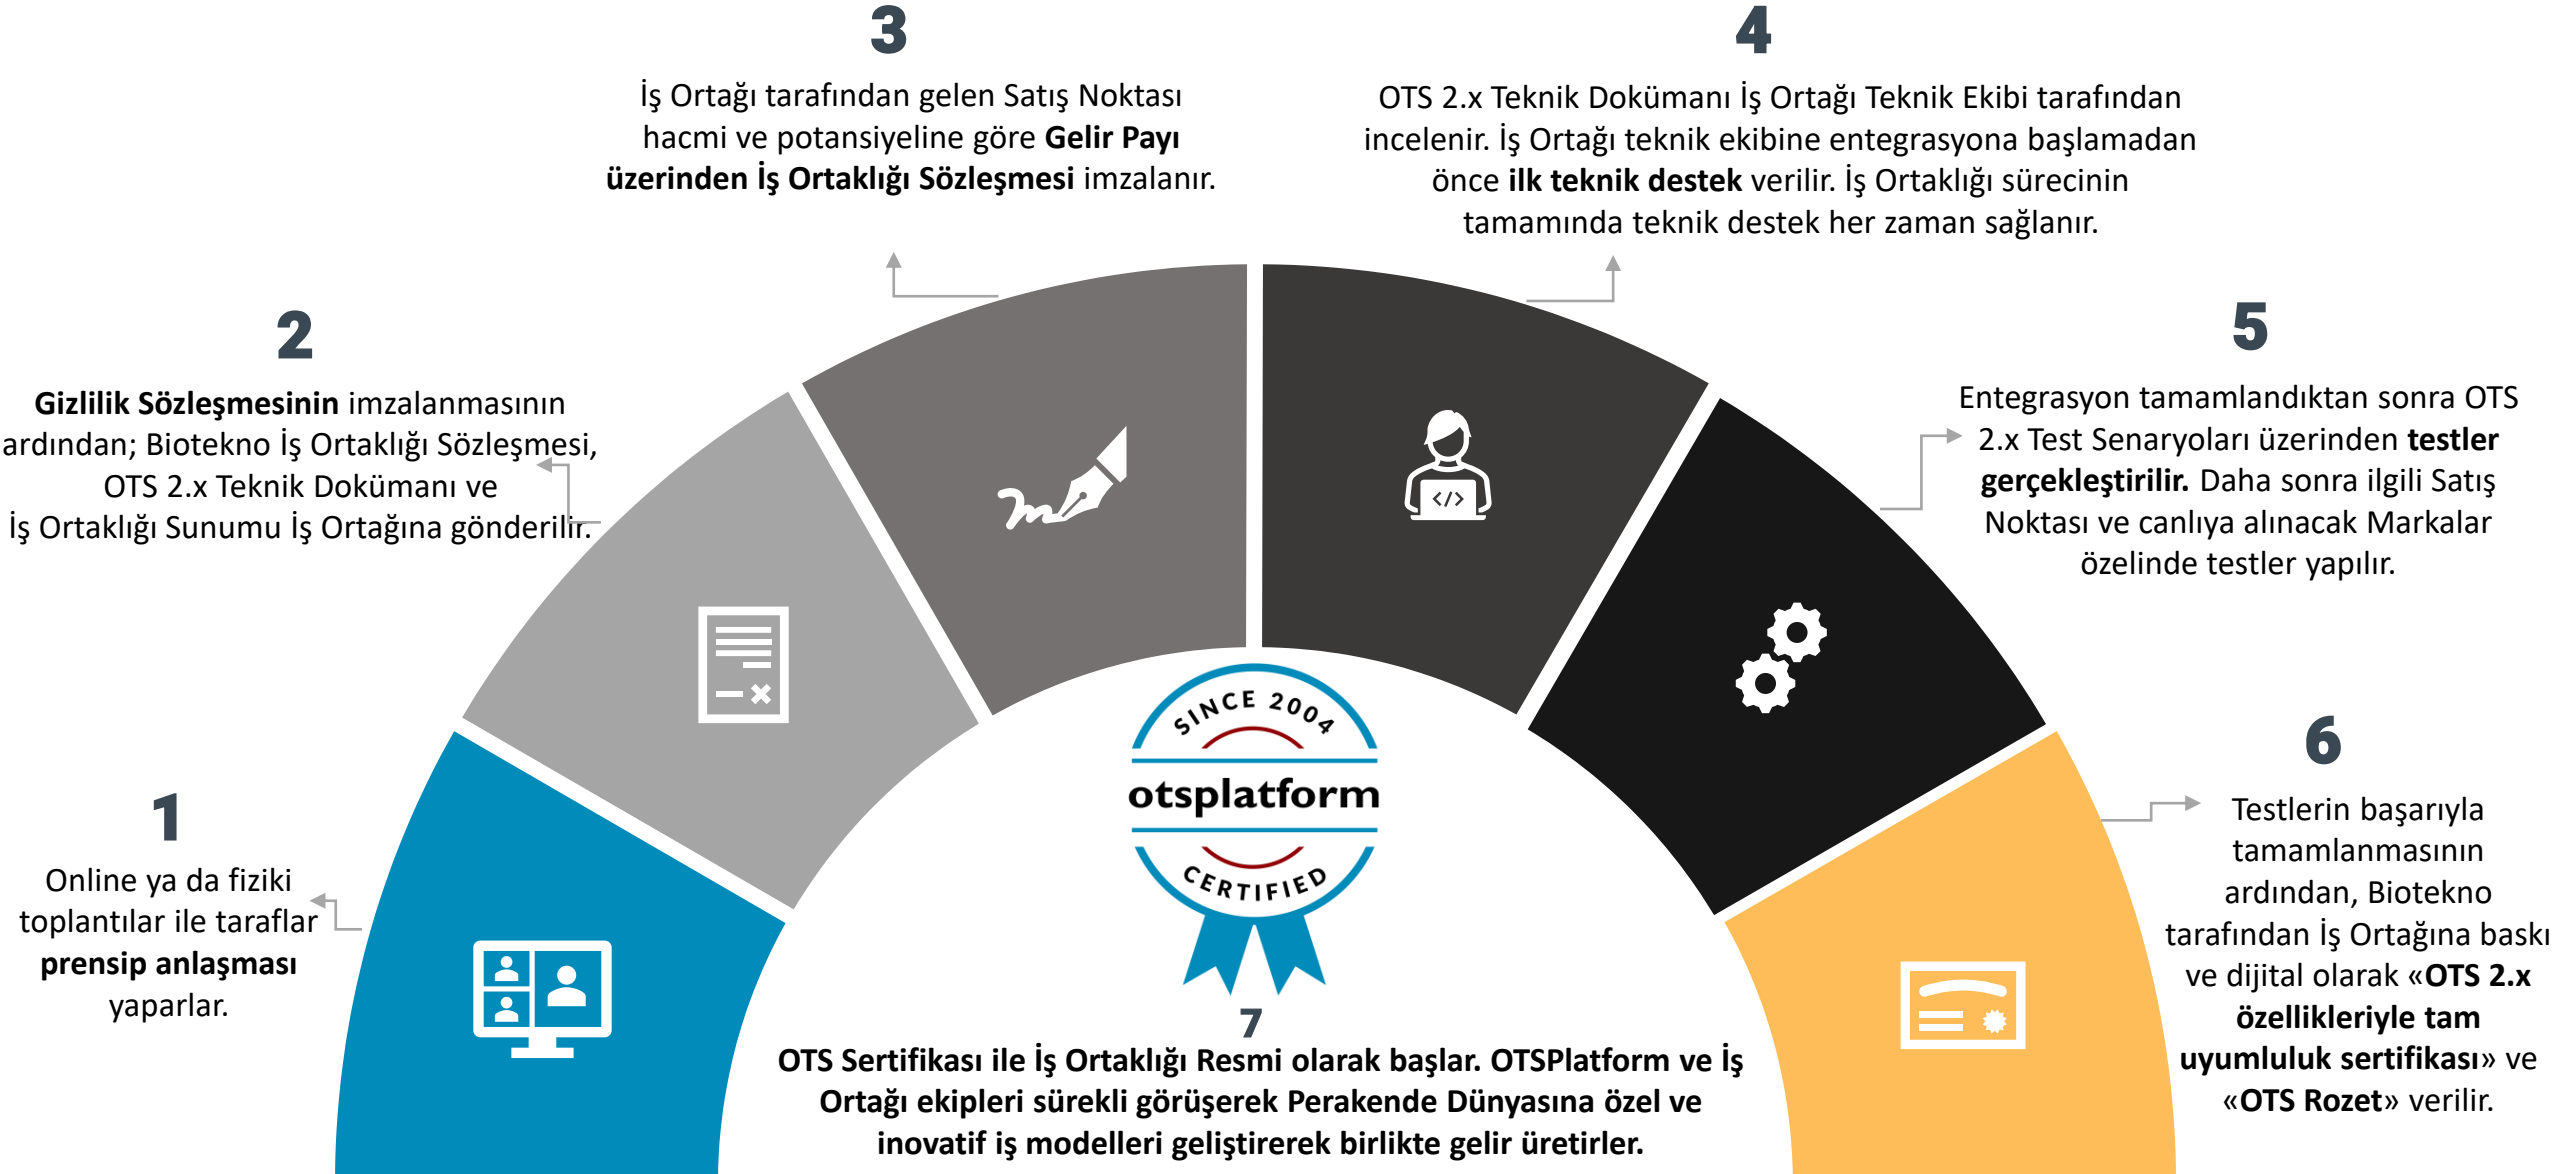 1
Online ya da fiziki
toplantılar ile taraflar
prensip anlaşması
yaparlar.
2
Gizlilik Sözleşmesinin imzalanmasının
ardından; Biotekno İş Ortaklığı Sözleşmesi,
OTS 2.x Teknik Dokümanı ve
İş Ortaklığı Sunumu İş Ortağına gönderilir.
3
İş Ortağı tarafından gelen Satış Noktası
hacmi ve potansiyeline göre Gelir Payı
üzerinden İş Ortaklığı Sözleşmesi imzalanır.
4
OTS 2.x Teknik Dokümanı İş Ortağı Teknik Ekibi tarafından
incelenir. İş Ortağı teknik ekibine entegrasyona başlamadan
önce ilk teknik destek verilir. İş Ortaklığı sürecinin
tamamında teknik destek her zaman sağlanır.
5
Entegrasyon tamamlandıktan sonra OTS
2.x Test Senaryoları üzerinden testler
gerçekleştirilir. Daha sonra ilgili Satış
Noktası ve canlıya alınacak Markalar
özelinde testler yapılır.
6
Testlerin başarıyla
tamamlanmasının
ardından, Biotekno
tarafından İş Ortağına baskı
ve dijital olarak «OTS 2.x
özellikleriyle tam
uyumluluk sertifikası» ve
«OTS Rozet» verilir.
SINCE 2004
otsplatform
CERTIFIED
7
OTS Sertifikası ile İş Ortaklığı Resmi olarak başlar. OTSPlatform ve İş
Ortağı ekipleri sürekli görüşerek Perakende Dünyasına özel ve
inovatif iş modelleri geliştirerek birlikte gelir üretirler.